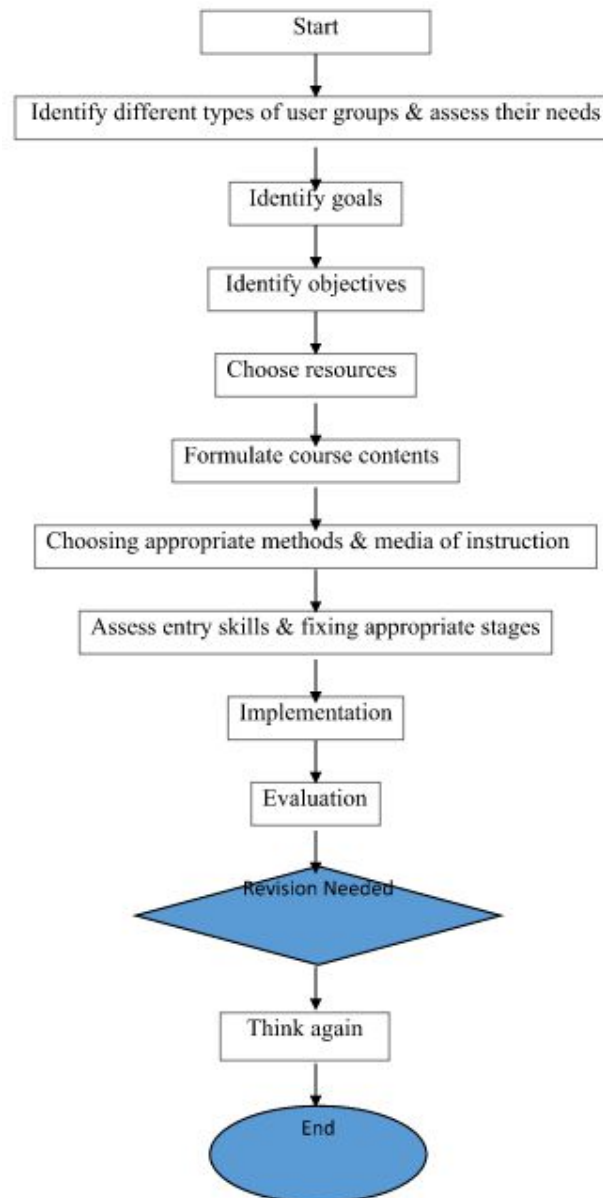 Start
Identify different types of user groups & assess their needs
Identify goals
Identify objectives
Choose resources
Formulate course contents
Choosing appropriate methods & media of instruction
Assess entry skills & fixing appropriate stages
Implementation
Evaluation
Revision Needed
Think again
End